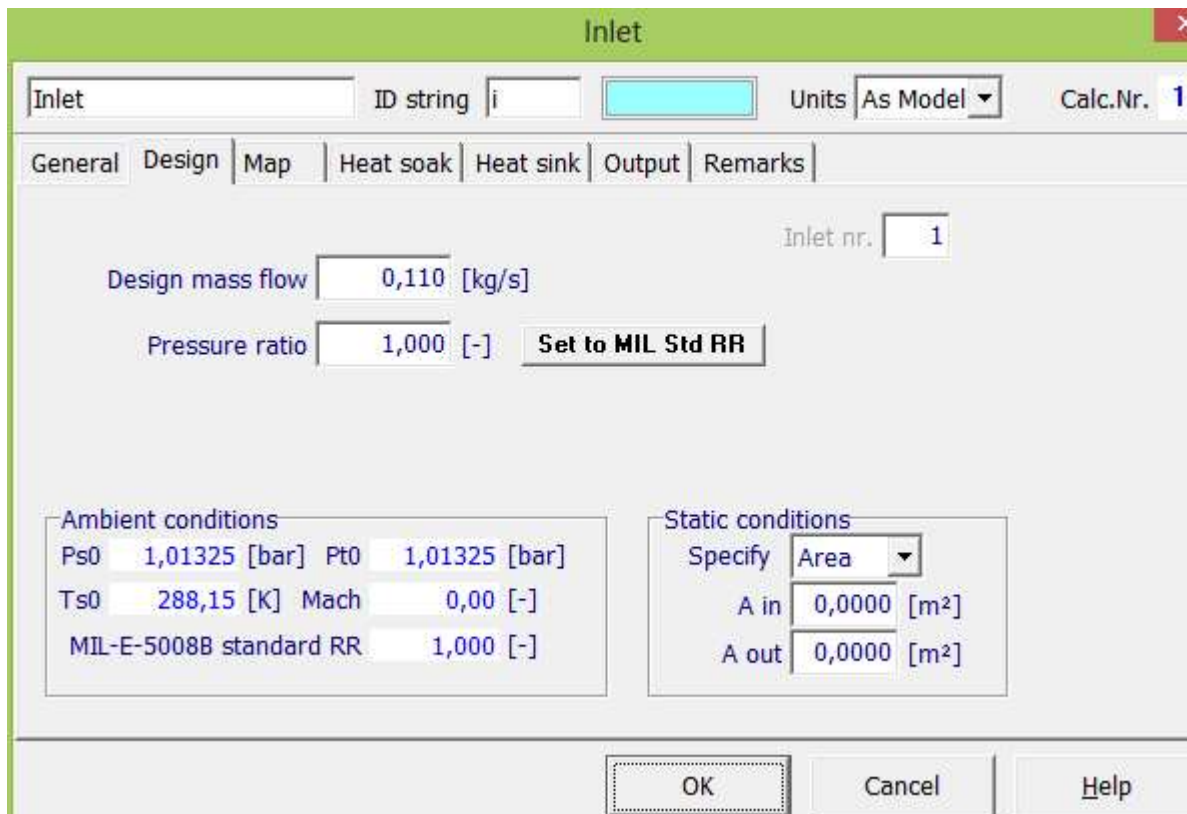 Inlet
Inlet ID string i Units As Model Calc.Nr. 1
General Design Map Heat soak Heat sink Output Remarks
Inlet nr. 1
Design mass flow 0,110 [kg/s]
Pressure ratio 1,000 [-] Set to MIL Std RR
Ambient conditions
Ps0 1,01325 [bar] Pt0 1,01325 [bar]
Ts0 288,15 [K] Mach 0,00 [-]
MIL-E-5008B standard RR 1,000 [-]
Static conditions
Specify Area
A in 0,0000 [m²]
A out 0,0000 [m²]
OK Cancel Help